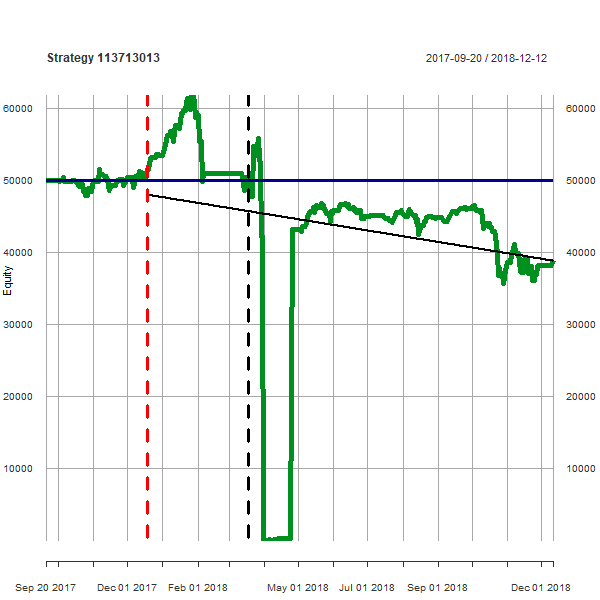 Strategy 113713013
2017-09-20 / 2018-12-12
60000
60000
50000
50000
40000
40000
Equity
30000
30000
20000
20000
10000
10000
Sep 20 2017
Dec 01 2017
Feb 01 2018
May 01 2018
Jul 01 2018
Sep 01 2018
Dec 01 2018